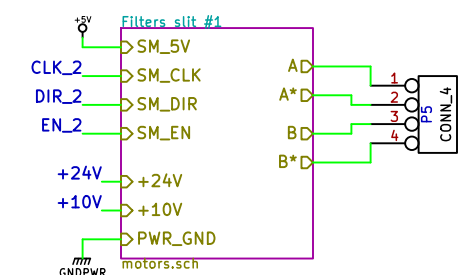 Filters slit #1
+5V
SM_5V
CLK_2
SM_CLK
DIR_2
SM_DIR
EN_2
SM_EN
+24V
+24V
+10V
+10V
PWR_GND
GNDPWR
motors.sch
A
A*
B
B*
1
2
3
4
P5
CONN_4